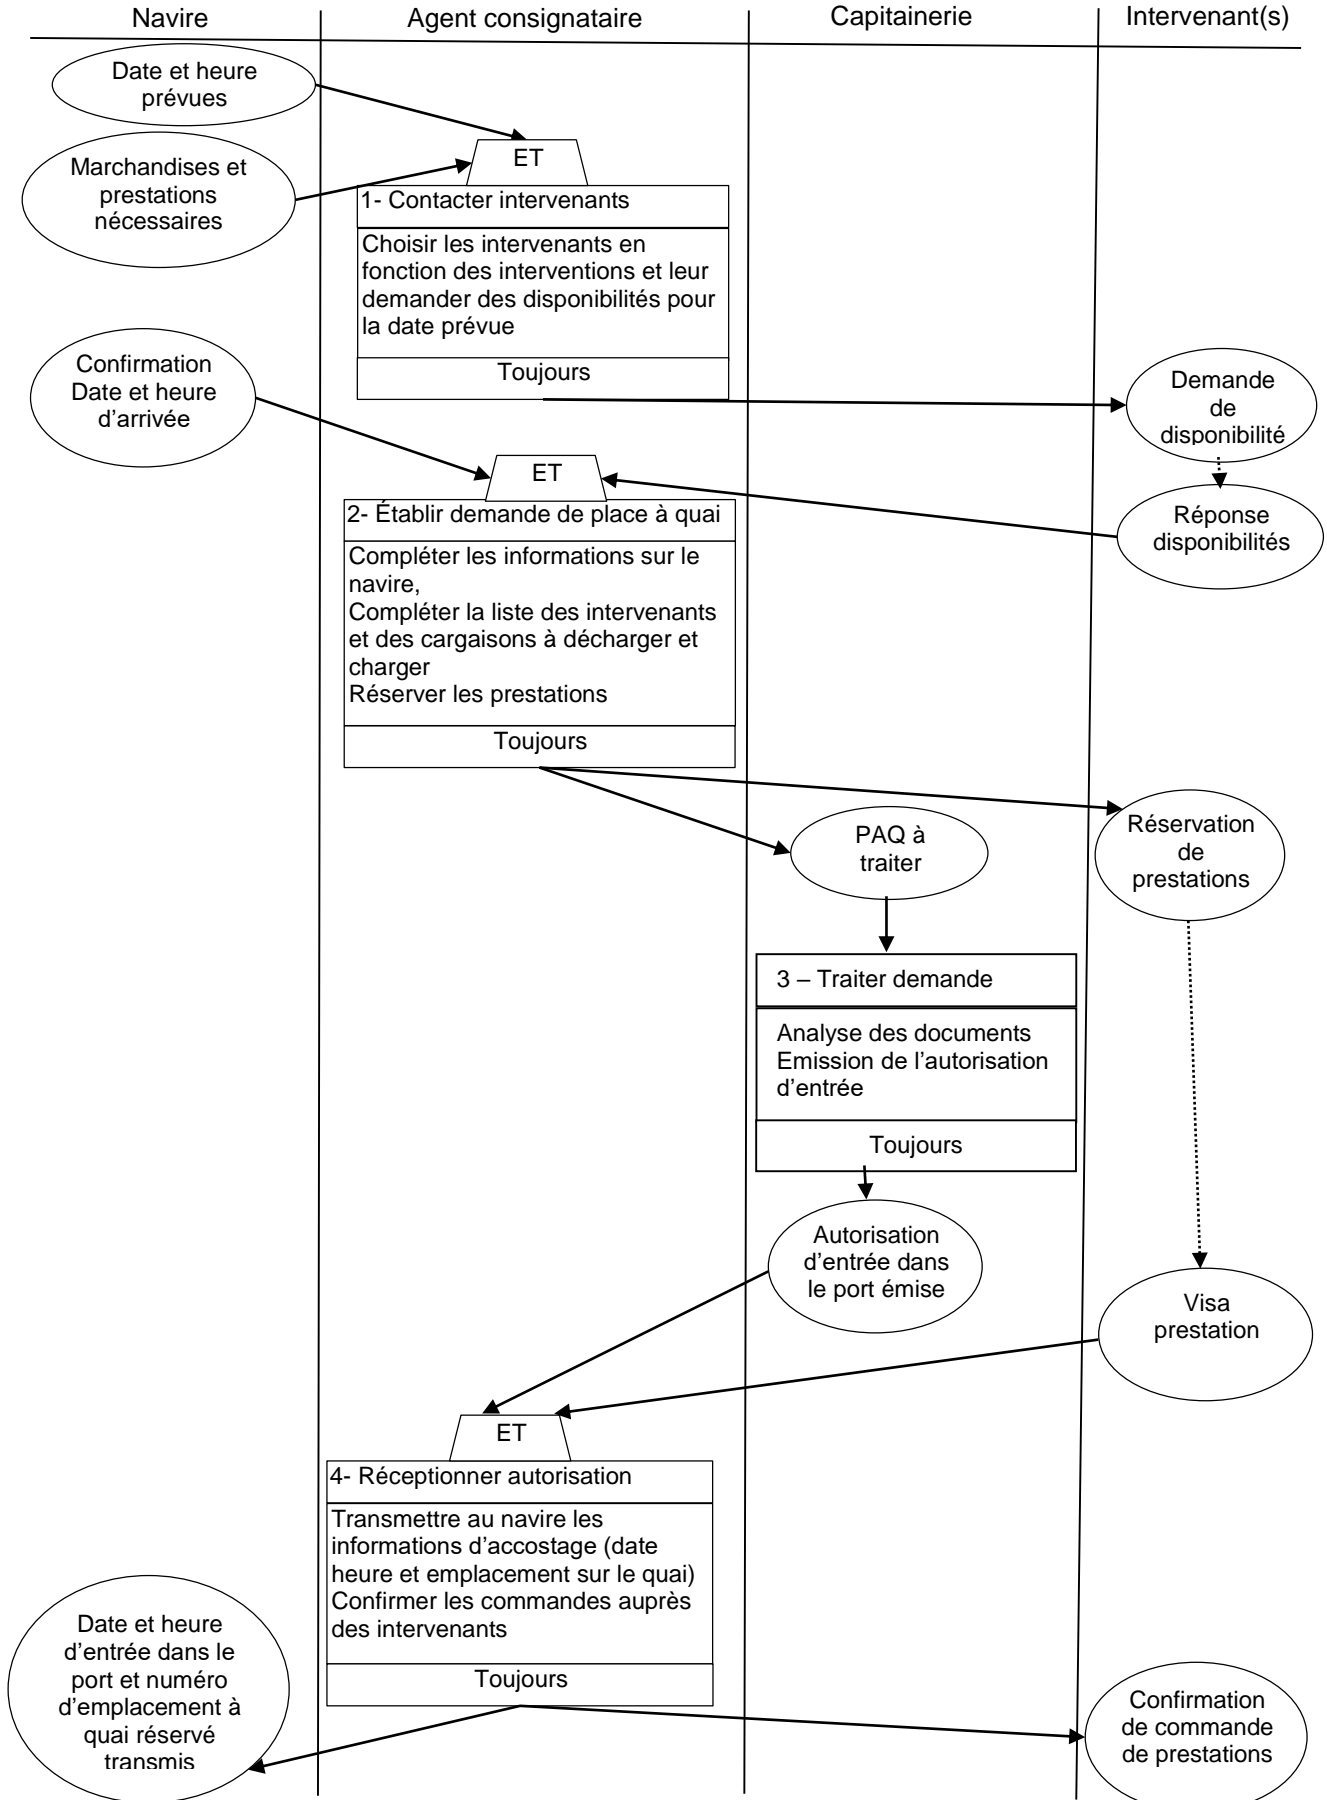 Navire
Agent consignataire
Capitainerie
Intervenant(s)
Date et heure
prévues
Marchandises et
prestations
nécessaires
ET
1- Contacter intervenants
Choisir les intervenants en
fonction des interventions et leur
demander des disponibilités pour
la date prévue
Toujours
Confirmation
Date et heure
d’arrivée
Demande
de
disponibilité
ET
2- Établir demande de place à quai
Compléter les informations sur le
navire,
Compléter la liste des intervenants
et des cargaisons à décharger et
charger
Réserver les prestations
Toujours
Réponse
disponibilités
PAQ à
traiter
Réservation
de
prestations
3 – Traiter demande
Analyse des documents
Emission de l’autorisation
d’entrée
Toujours
Autorisation
d’entrée dans
le port émise
Visa
prestation
ET
4- Réceptionner autorisation
Transmettre au navire les
informations d’accostage (date
heure et emplacement sur le quai)
Confirmer les commandes auprès
des intervenants
Toujours
Date et heure
d’entrée dans le
port et numéro
d’emplacement à
quai réservé
transmis
Confirmation
de commande
de prestations